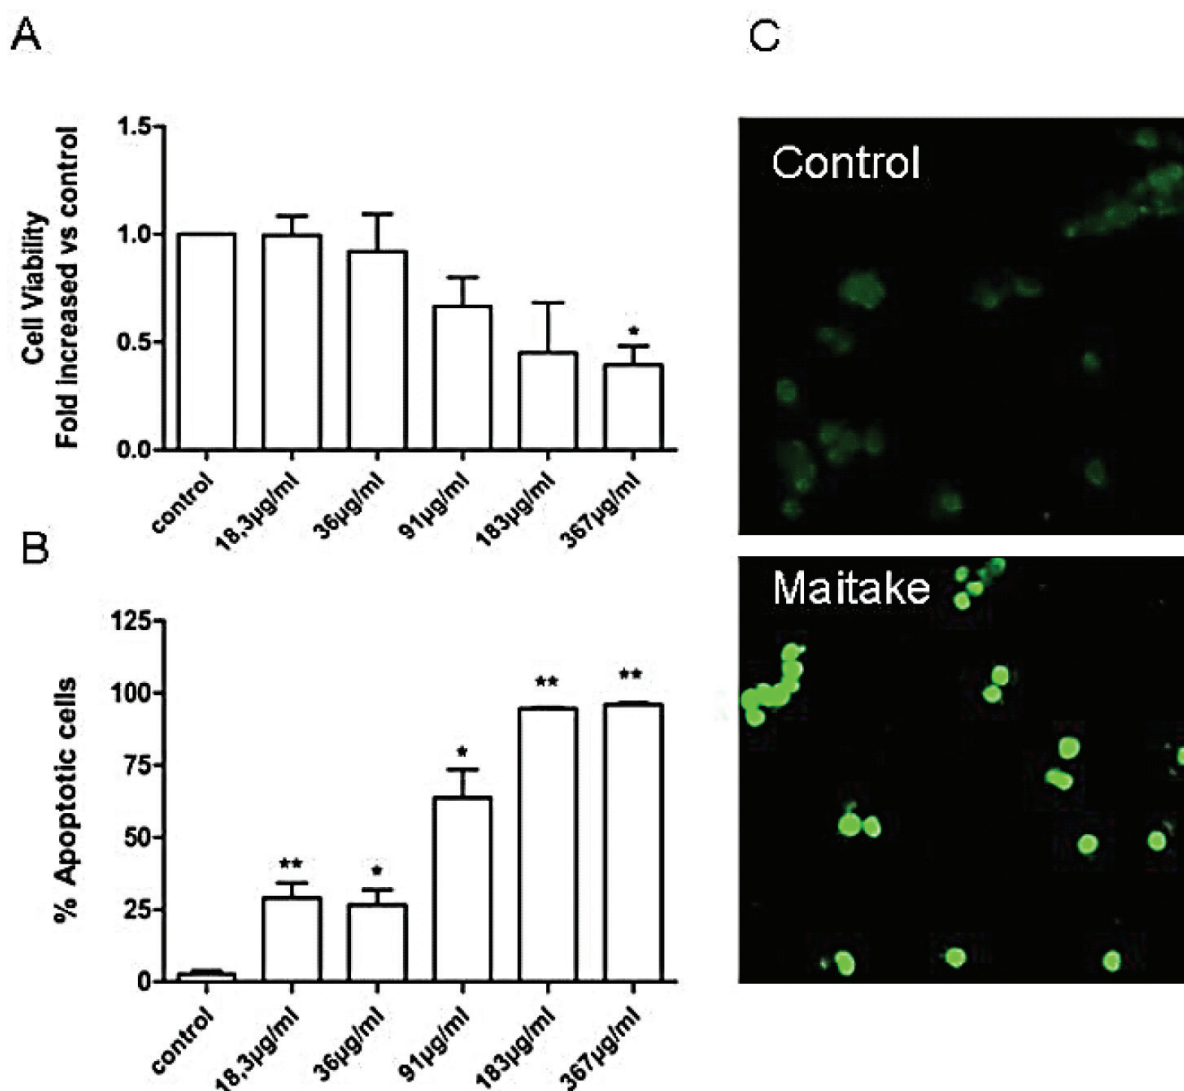 A
Cell Viability
Fold increased vs control
1.5
1.0
0.5
0.0
*
control
18,3µg/ml
36µg/ml
91µg/ml
183µg/ml
367µg/ml
B
% Apoptotic cells
125
100
75
50
25
0
**
*
*
**
**
control
18,3µg/ml
36µg/ml
91µg/ml
183µg/ml
367µg/ml
C
Control
Maitake